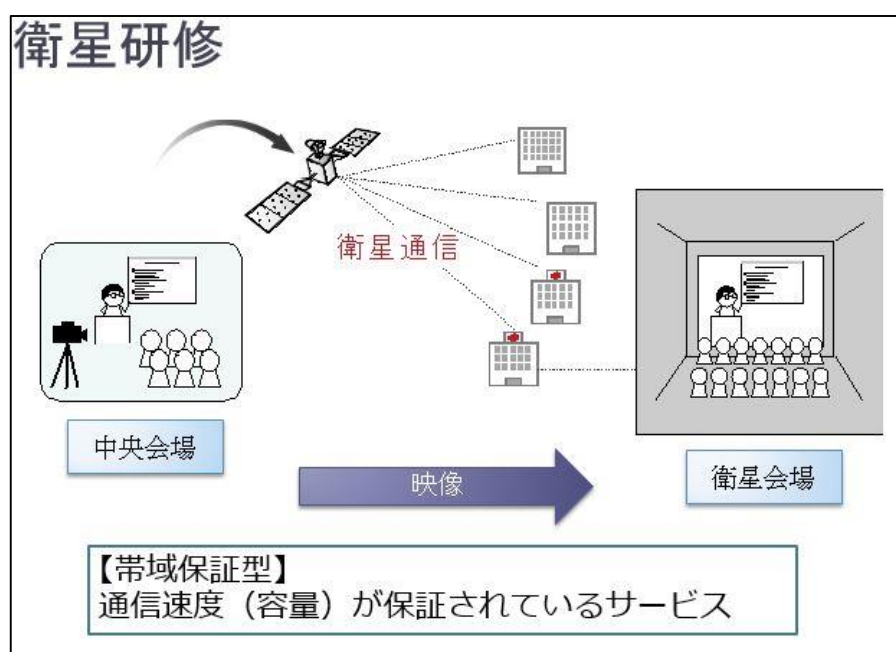 衛星研修
衛星通信
中央会場
映像
衛星会場
【帯域保証型】
通信速度（容量）が保証されているサービス